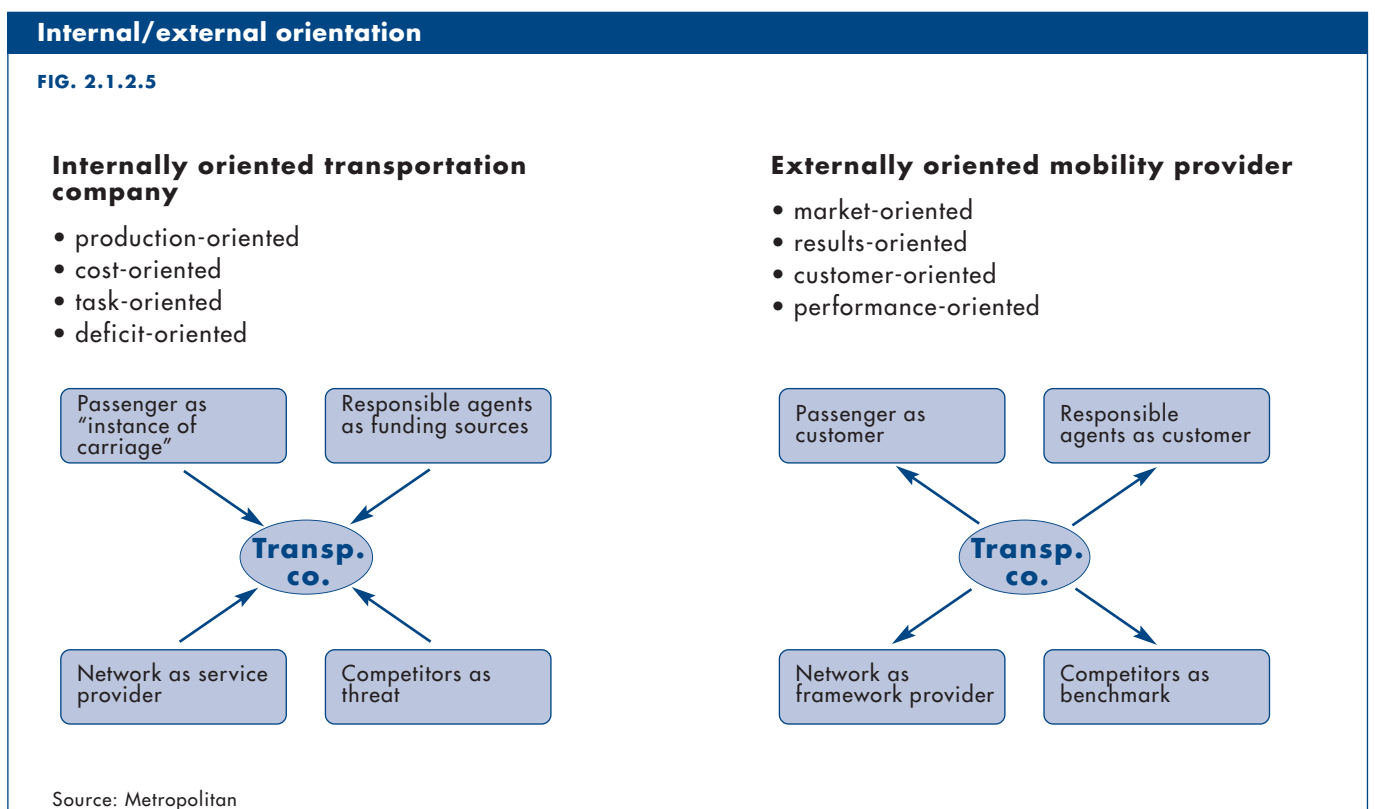 Internal/external orientation
FIG. 2.1.2.5
Internally oriented transportation
company
• production-oriented
• cost-oriented
• task-oriented
• deficit-oriented
Passenger as
“instance of
carriage”
Responsible agents
as funding sources
Transp.
co.
Network as service
provider
Competitors as
threat
Externally oriented mobility provider
• market-oriented
• results-oriented
• customer-oriented
• performance-oriented
Passenger as
customer
Responsible
agents as customer
Transp.
co.
Network as
framework provider
Competitors as
benchmark
Source: Metropolitan